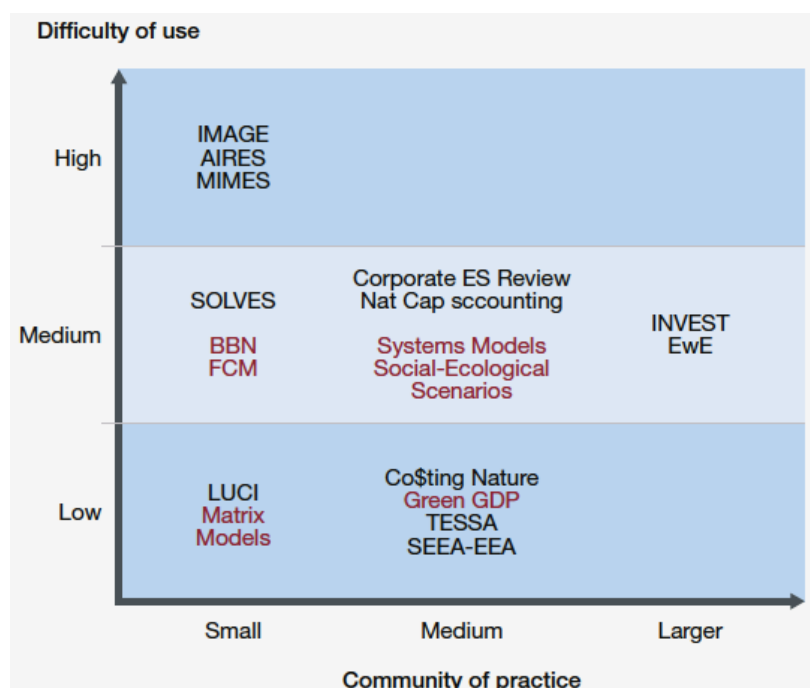 Difficulty of use
High
IMAGE
AIRES
MIMES
Medium
SOLVES
BBN
FCM
Corporate ES Review
Nat Cap sccounting
Systems Models
Social-Ecological
Scenarios
INVEST
EwE
Low
LUCI
Matrix
Models
Co$ting Nature
Green GDP
TESSA
SEEA-EEA
Small
Medium
Larger
Community of practice